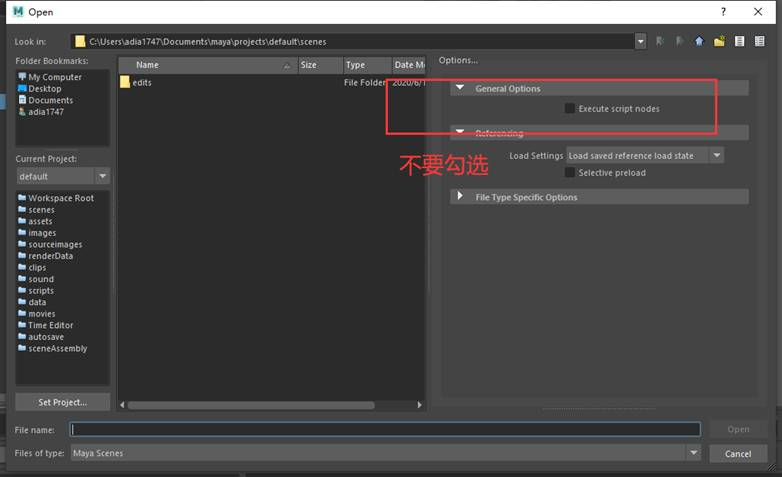 Open
?
Look in:
C:\Users\adia1747\Documents\maya\projects\default\scenes
Folder Bookmarks:
My Computer
Desktop
Documents
adia1747
Current Project:
default
Workspace Root
scenes
assets
images
sourceimages
renderData
clips
sound
scripts
data
movies
Time Editor
autosave
sceneAssembly
Set Project...
Name Size Type Date M
edits File Folder 2020/6/1
Options...
General Options
Execute script nodes
Referencing
不要勾选
Load Settings Load saved reference load state
Selective preload
File Type Specific Options
File name:
Open
Files of type: Maya Scenes
Cancel